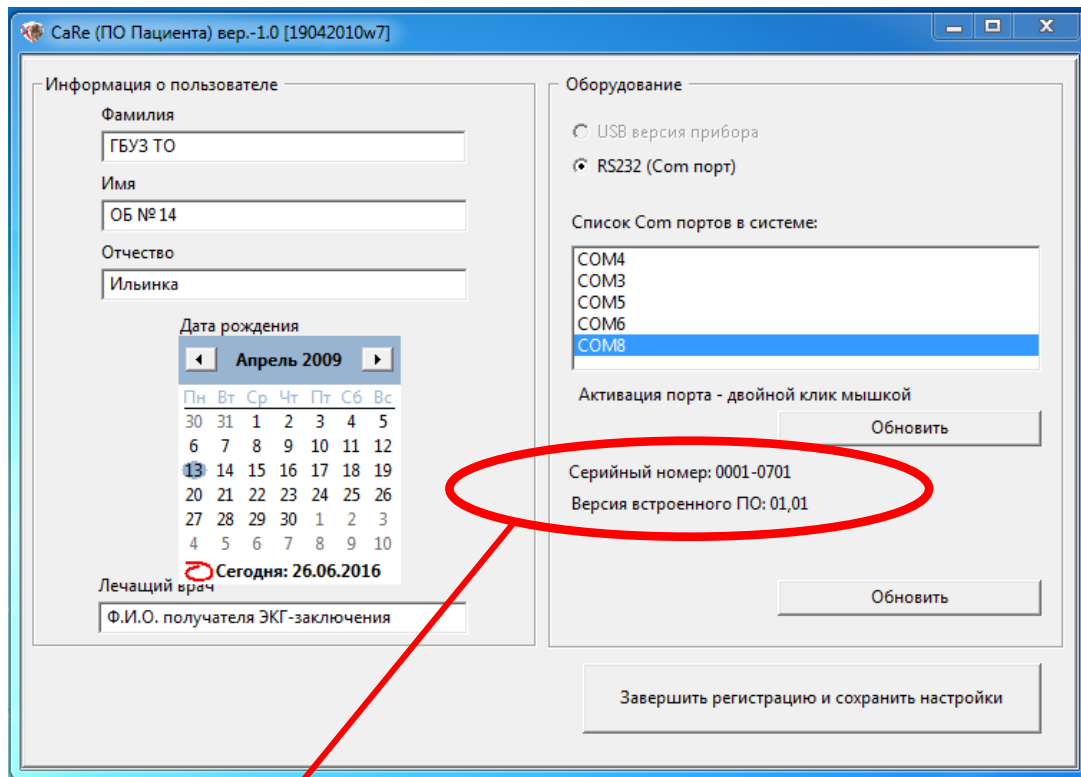 CaRe (ПО Пациента) вер.-1.0 [19042010w7]
Информация о пользователе
Фамилия
ГБУЗ ТО
Имя
ОБ №14
Отчество
Ильинка
Дата рождения
Апрель 2009
Пн Вт Ср Чт Пт Сб Вс
30 31 1 2 3 4 5
6 7 8 9 10 11 12
13 14 15 16 17 18 19
20 21 22 23 24 25 26
27 28 29 30 1 2 3
4 5 6 7 8 9 10
Сегодня: 26.06.2016
Лечащий врач
Ф.И.О. получателя ЭКГ-заключения
Оборудование
USB версия прибора
RS232 (Com порт)
Список Com портов в системе:
COM4
COM3
COM5
COM6
COM8
Активация порта - двойной клик мышкой
Обновить
Серийный номер: 0001-0701
Версия встроенного ПО: 01,01
Обновить
Завершить регистрацию и сохранить настройки